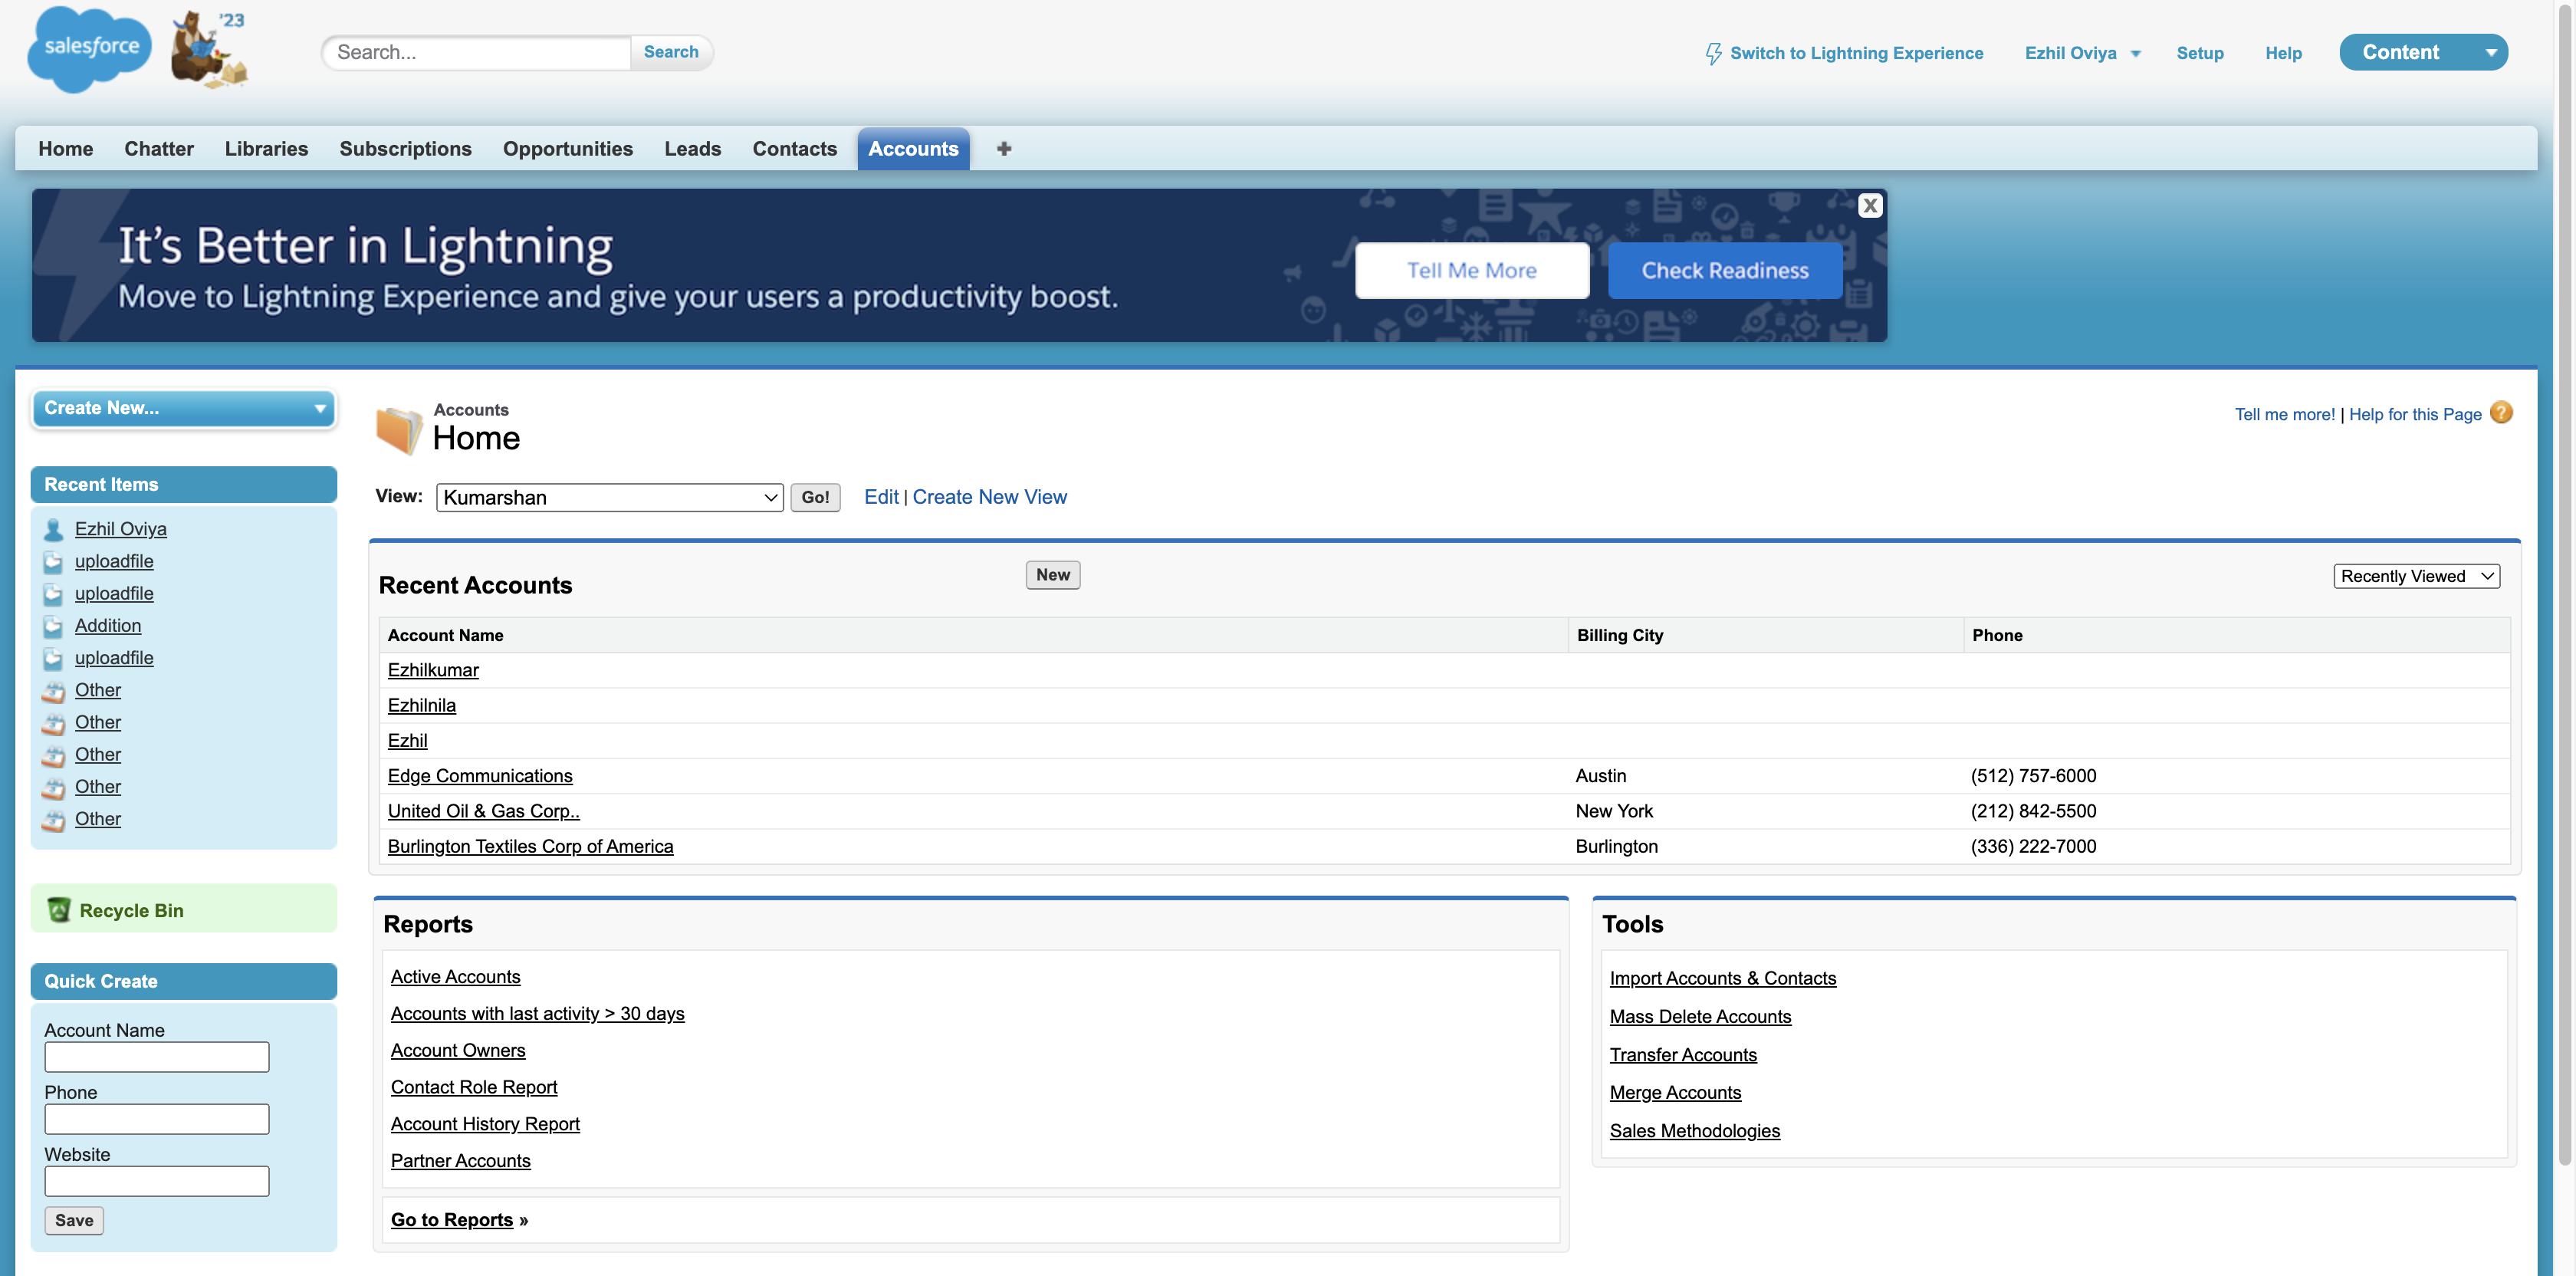 salesforce
'23
Search...
Search
Switch to Lightning Experience
Ezhil Oviya
Setup
Help
Content
Home
Chatter
Libraries
Subscriptions
Opportunities
Leads
Contacts
Accounts
+
It's Better in Lightning
Move to Lightning Experience and give your users a productivity boost.
Tell Me More
Check Readiness
X
Create New...
Recent Items
Ezhil Oviya
uploadfile
uploadfile
Addition
uploadfile
Other
Other
Other
Other
Other
Recycle Bin
Quick Create
Account Name
Phone
Website
Save
Accounts
Home
Tell me more! | Help for this Page ?
View: Kumarshan Go! Edit | Create New View
Recent Accounts
New
Recently Viewed
Account Name Billing City Phone
Ezhilkumar
Ezhilnila
Ezhil
Edge Communications Austin (512) 757-6000
United Oil & Gas Corp.. New York (212) 842-5500
Burlington Textiles Corp of America Burlington (336) 222-7000
Reports
Active Accounts
Accounts with last activity > 30 days
Account Owners
Contact Role Report
Account History Report
Partner Accounts
Go to Reports »
Tools
Import Accounts & Contacts
Mass Delete Accounts
Transfer Accounts
Merge Accounts
Sales Methodologies